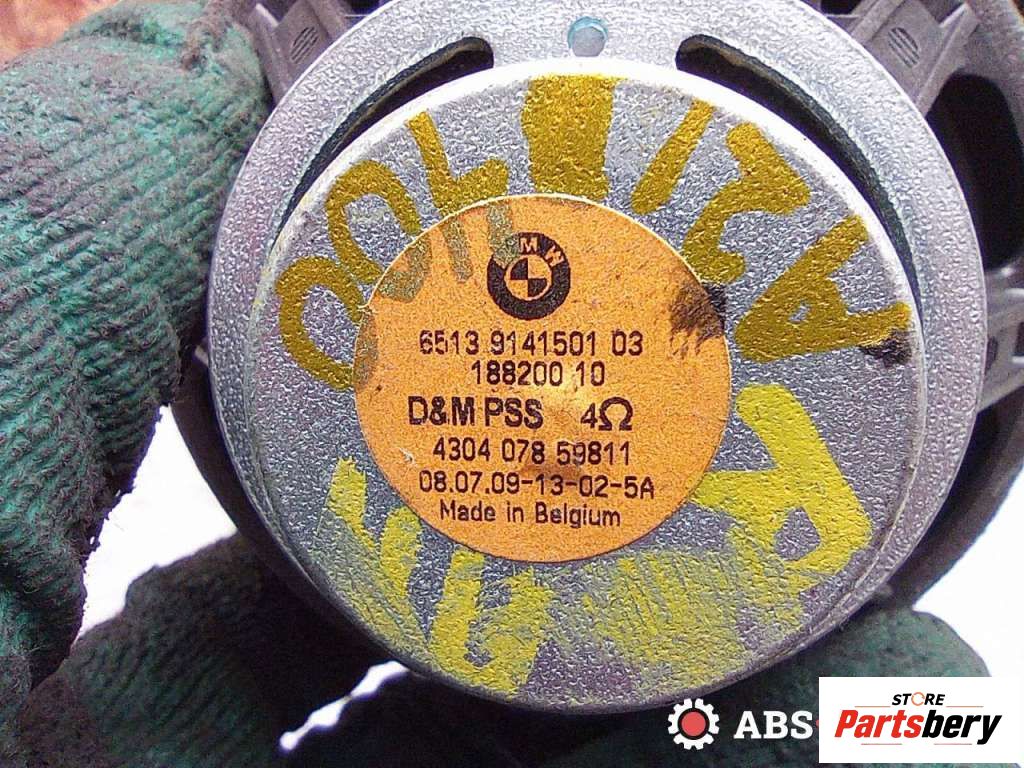 BMW
6513 9141501 03
188200 10
D&M PSS 4Ω
4304 078 59811
08.07.09-13-02-5A
Made in Belgium
ABS
STORE
Partsbery